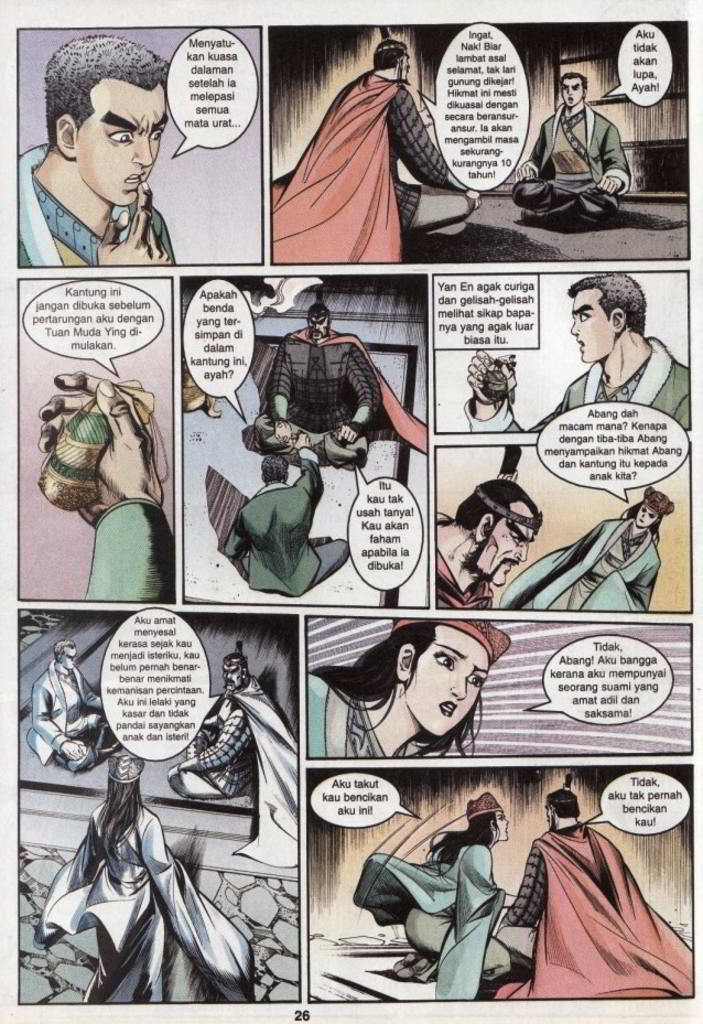 Menyatu-
kan kuasa
dalaman
setelah ia
melepasi
semua
mata urat...
Ingat,
Nak! Biar
lambat asal
selamat, tak lari
gunung dikejar!
Hikmat ini mesti
dikuasai dengan
secara beransur-
ansur. Ia akan
mengambil masa
sekurang-
kurangnya 10
tahun!
Aku
tidak
akan
lupa,
Ayah!
Kantung ini
jangan dibuka sebelum
pertarungan aku dengan
Tuan Muda Ying di-
mulakan.
Apakah
benda
yang ter-
simpan di
dalam
kantung ini,
ayah?
Itu
kau tak
usah tanya!
Kau akan
faham
apabila ia
dibuka!
Yan En agak curiga
dan gelisah-gelisah
melihat sikap bapa-
nya yang agak luar
biasa itu.
Abang dah
macam mana? Kenapa
dengan tiba-tiba Abang
menyampaikan hikmat Abang
dan kantung itu kepada
anak kita?
Aku amat
menyesal
kerasa sejak kau
menjadi isteriku, kau
belum pernah benar-
benar menikmati
kemanisan percintaan.
Aku ini lelaki yang
kasar dan tidak
pandai sayangkan
anak dan isteri!
Tidak,
Abang! Aku bangga
kerana aku mempunyai
seorang suami yang
amat adil dan
saksama!
Aku takut
kau bencikan
aku ini!
Tidak,
aku tak pernah
bencikan
kau!
26